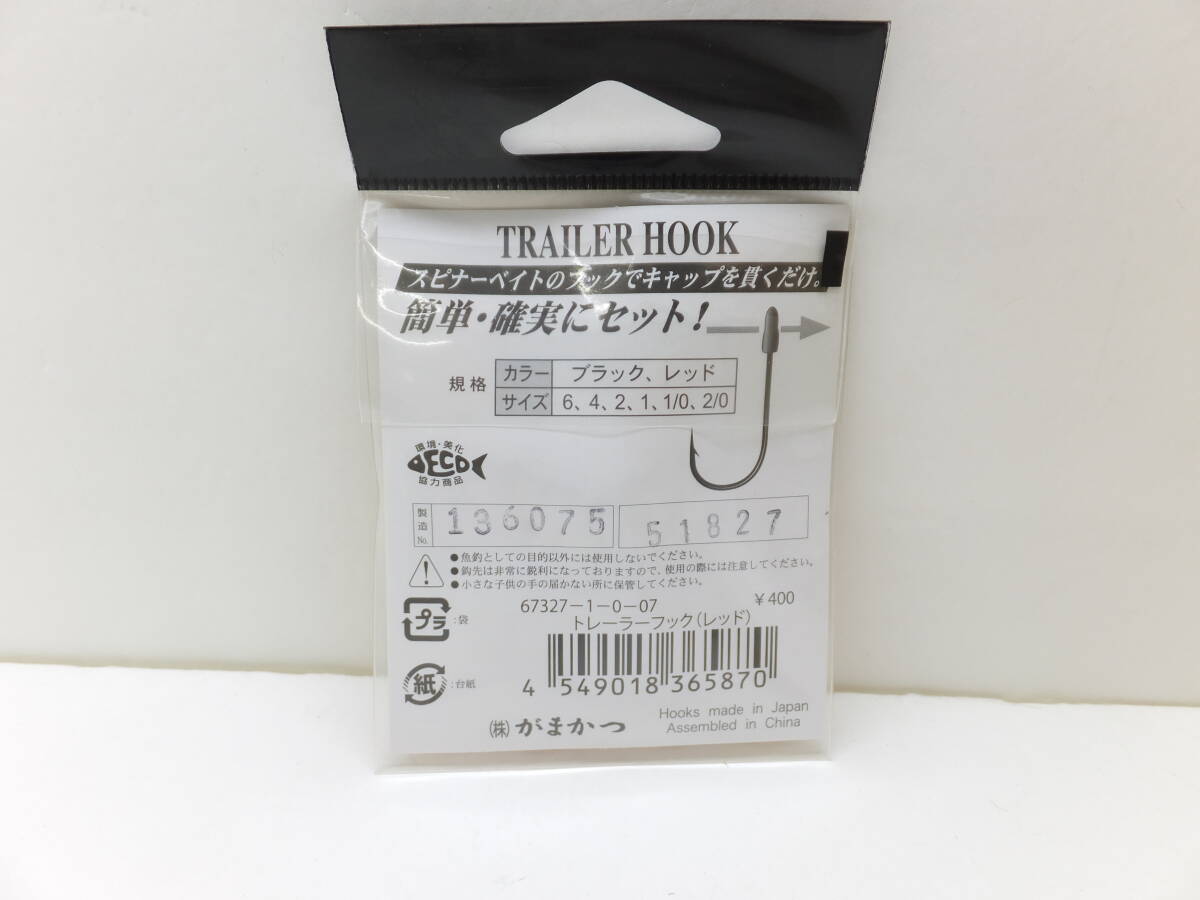 TRAILER HOOK
スピナーベイトのフックでキャップを貫くだけ。
簡単・確実にセット!
規格
カラー ブラック、レッド
サイズ 6、4、2、1、1/0、2/0
環境・美化
ECO
協力商品
製造No. 136075 51827
●魚釣としての目的以外には使用しないでください。
●鈎先は非常に鋭利になっておりますので、使用の際には注意してください。
●小さな子供の手の届かない所に保管してください。
プラ :袋
67327-1-0-07 ¥400
トレーラーフック(レッド)
紙 :台紙
4 549018 365870
(株)がまかつ
Hooks made in Japan
Assembled in China